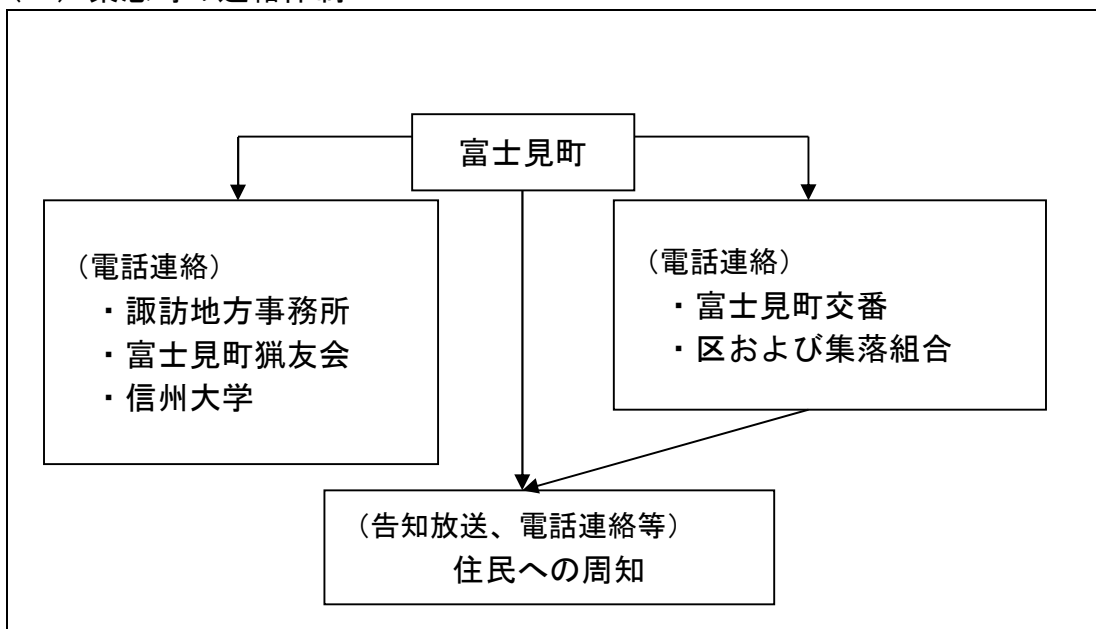 富士見町
（電話連絡）
・諏訪地方事務所
・富士見町猟友会
・信州大学
（電話連絡）
・富士見町交番
・区および集落組合
（告知放送、電話連絡等）
住民への周知